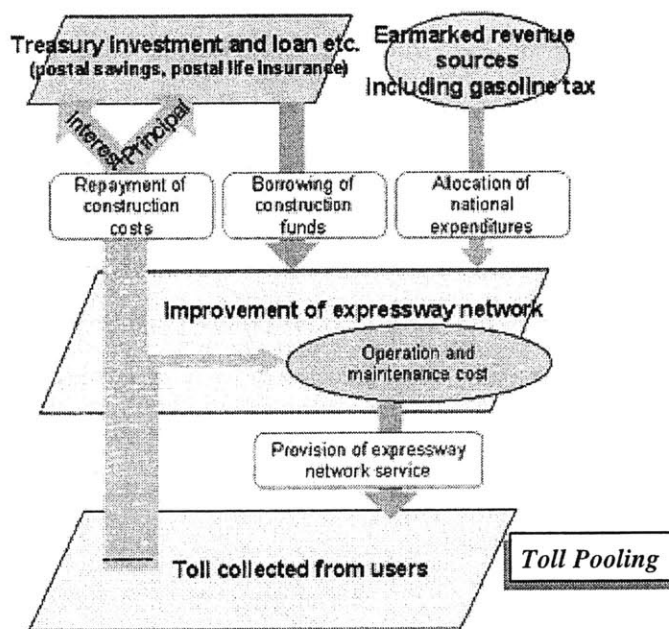 Treasury investment and loan etc.
(postal savings, postal life insurance)
Earmarked revenue
sources
including gasoline tax
Interest
Principal
Repayment of
construction
costs
Borrowing of
construction
funds
Allocation of
national
expenditures
Improvement of expressway network
Operation and
maintenance cost
Provision of expressway
network service
Toll collected from users
Toll Pooling